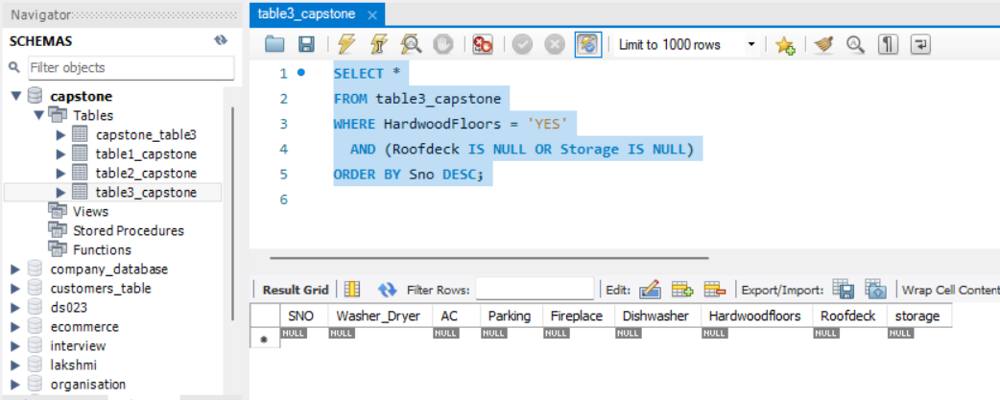 Navigator
SCHEMAS
Filter objects
capstone
Tables
capstone_table3
table1_capstone
table2_capstone
table3_capstone
Views
Stored Procedures
Functions
company_database
customers_table
ds023
ecommerce
interview
lakshmi
organisation
table3_capstone ×
Limit to 1000 rows
1 SELECT *
2 FROM table3_capstone
3 WHERE HardwoodFloors = 'YES'
4 AND (Roofdeck IS NULL OR Storage IS NULL)
5 ORDER BY Sno DESC;
6
Result Grid Filter Rows: Edit: Export/Import: Wrap Cell Content
SNO Washer_Dryer AC Parking Fireplace Dishwasher Hardwoodfloors Roofdeck storage
* NULL NULL NULL NULL NULL NULL NULL NULL NULL